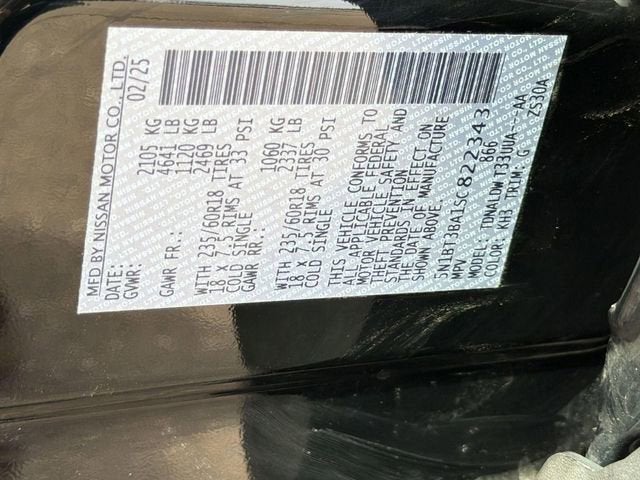 MFD BY NISSAN MOTOR CO., LTD.
DATE: 02/25
GVWR: 2105 KG
4641 LB
GAWR FR.: 1120 KG
2469 LB
WITH 235/60R18 TIRES
18 x 7.5 RIMS AT 33 PSI
COLD SINGLE
GAWR RR.: 1060 KG
2337 LB
WITH 235/60R18 TIRES
18 x 7.5 RIMS AT 30 PSI
COLD SINGLE
THIS VEHICLE CONFORMS TO
ALL APPLICABLE FEDERAL
MOTOR VEHICLE SAFETY AND
THEFT PREVENTION
STANDARDS IN EFFECT ON
THE DATE OF MANUFACTURE
SHOWN ABOVE.
5N1BT3BA1SC822343
MPV 866
MODEL: TUNALDW T330UA---AA
COLOR: KH3 TRIM: G ZS30A